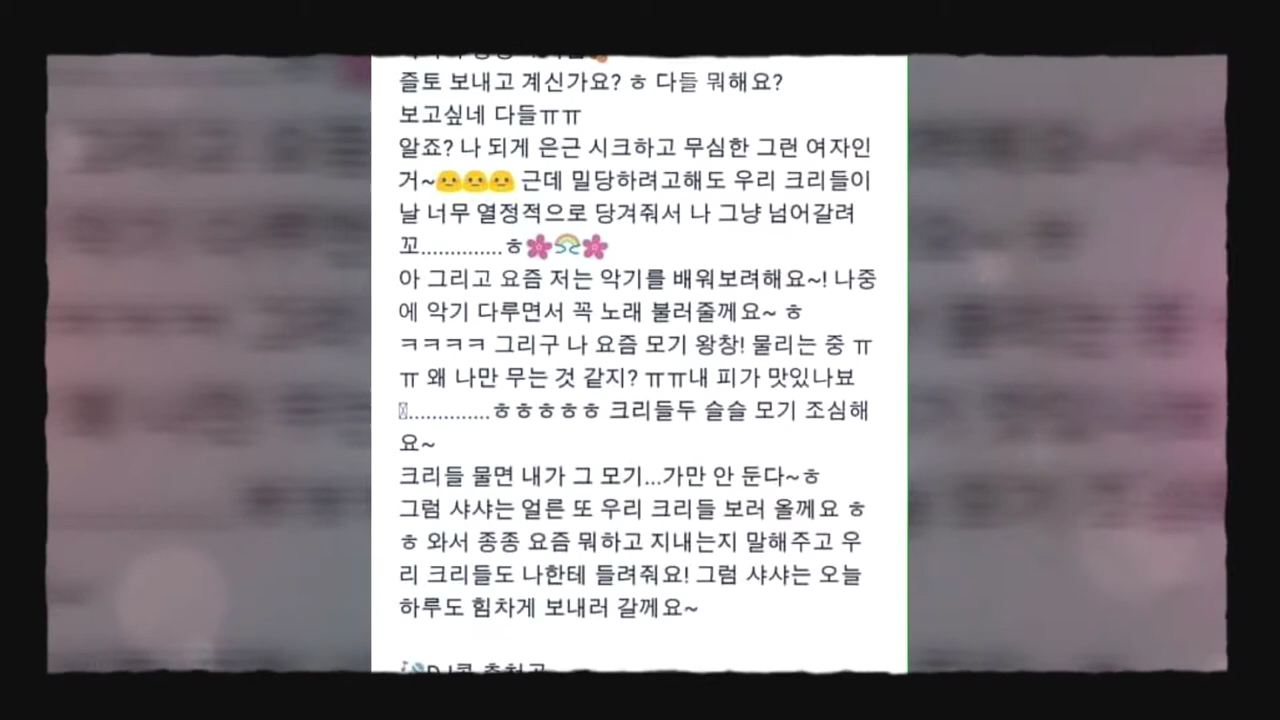 즐토 보내고 계신가요? ㅎ 다들 뭐해요?
보고싶네 다들ㅠㅠ
알죠? 나 되게 은근 시크하고 무심한 그런 여자인
거~😶😶😶 근데 밀당하려고해도 우리 크리들이
날 너무 열정적으로 당겨줘서 나 그냥 넘어갈려
꼬..............ㅎ🌸🌈🌸
아 그리고 요즘 저는 악기를 배워보려해요~! 나중
에 악기 다루면서 꼭 노래 불러줄께요~ ㅎ
ㅋㅋㅋㅋ 그리구 나 요즘 모기 왕창! 물리는 중 ㅠ
ㅠ 왜 나만 무는 것 같지? ㅠㅠ내 피가 맛있나뵤
..............ㅎㅎㅎㅎㅎ 크리들두 슬슬 모기 조심해
요~
크리들 물면 내가 그 모기...가만 안 둔다~ㅎ
그럼 샤샤는 얼른 또 우리 크리들 보러 올께요 ㅎ
ㅎ 와서 종종 요즘 뭐하고 지내는지 말해주고 우
리 크리들도 나한테 들려줘요! 그럼 샤샤는 오늘
하루도 힘차게 보내러 갈께요~